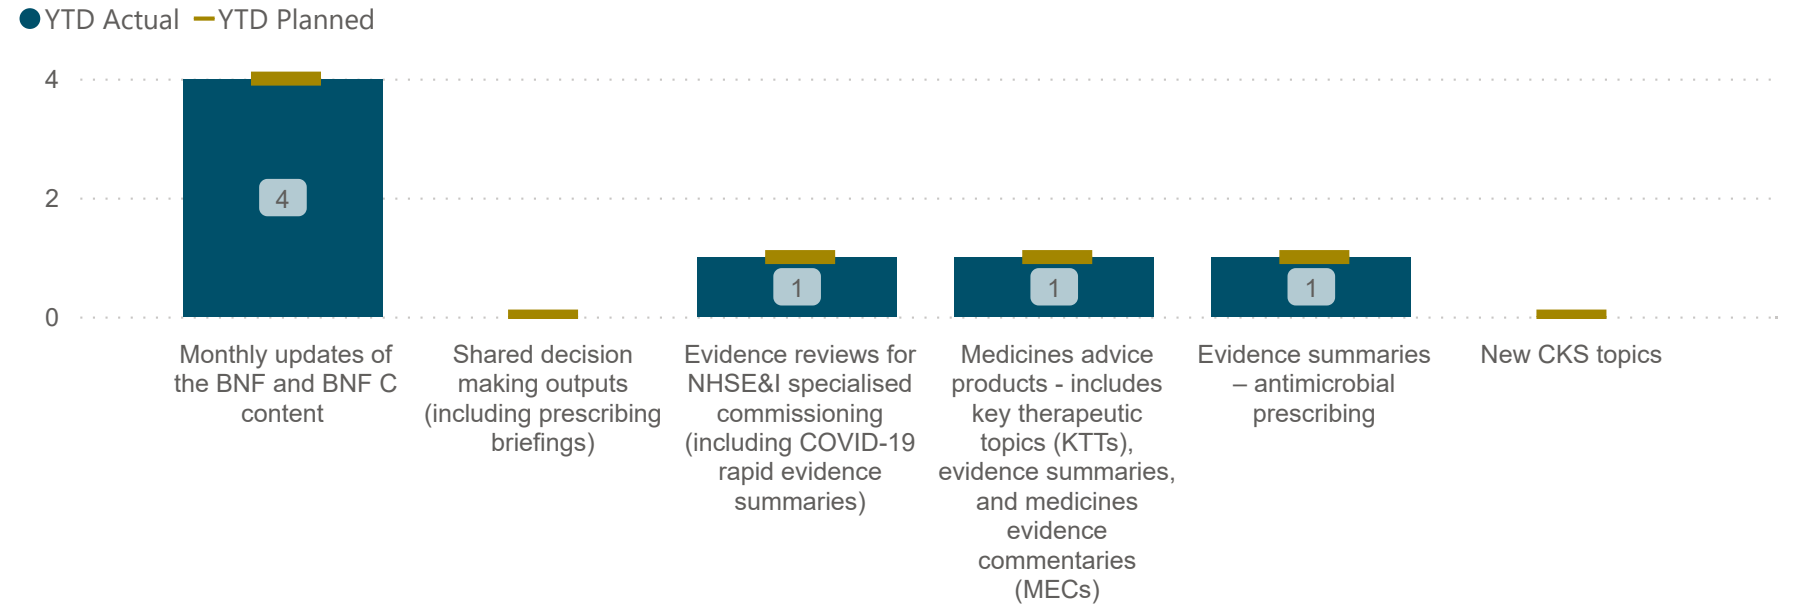 YTD Actual YTD Planned
4
2
0
4
1
1
1
Monthly updates of
the BNF and BNF C
content
Shared decision
making outputs
(including prescribing
briefings)
Evidence reviews for
NHSE&I specialised
commissioning
(including COVID-19
rapid evidence
summaries)
Medicines advice
products - includes
key therapeutic
topics (KTTs),
evidence summaries,
and medicines
evidence
commentaries
(MECs)
Evidence summaries
– antimicrobial
prescribing
New CKS topics